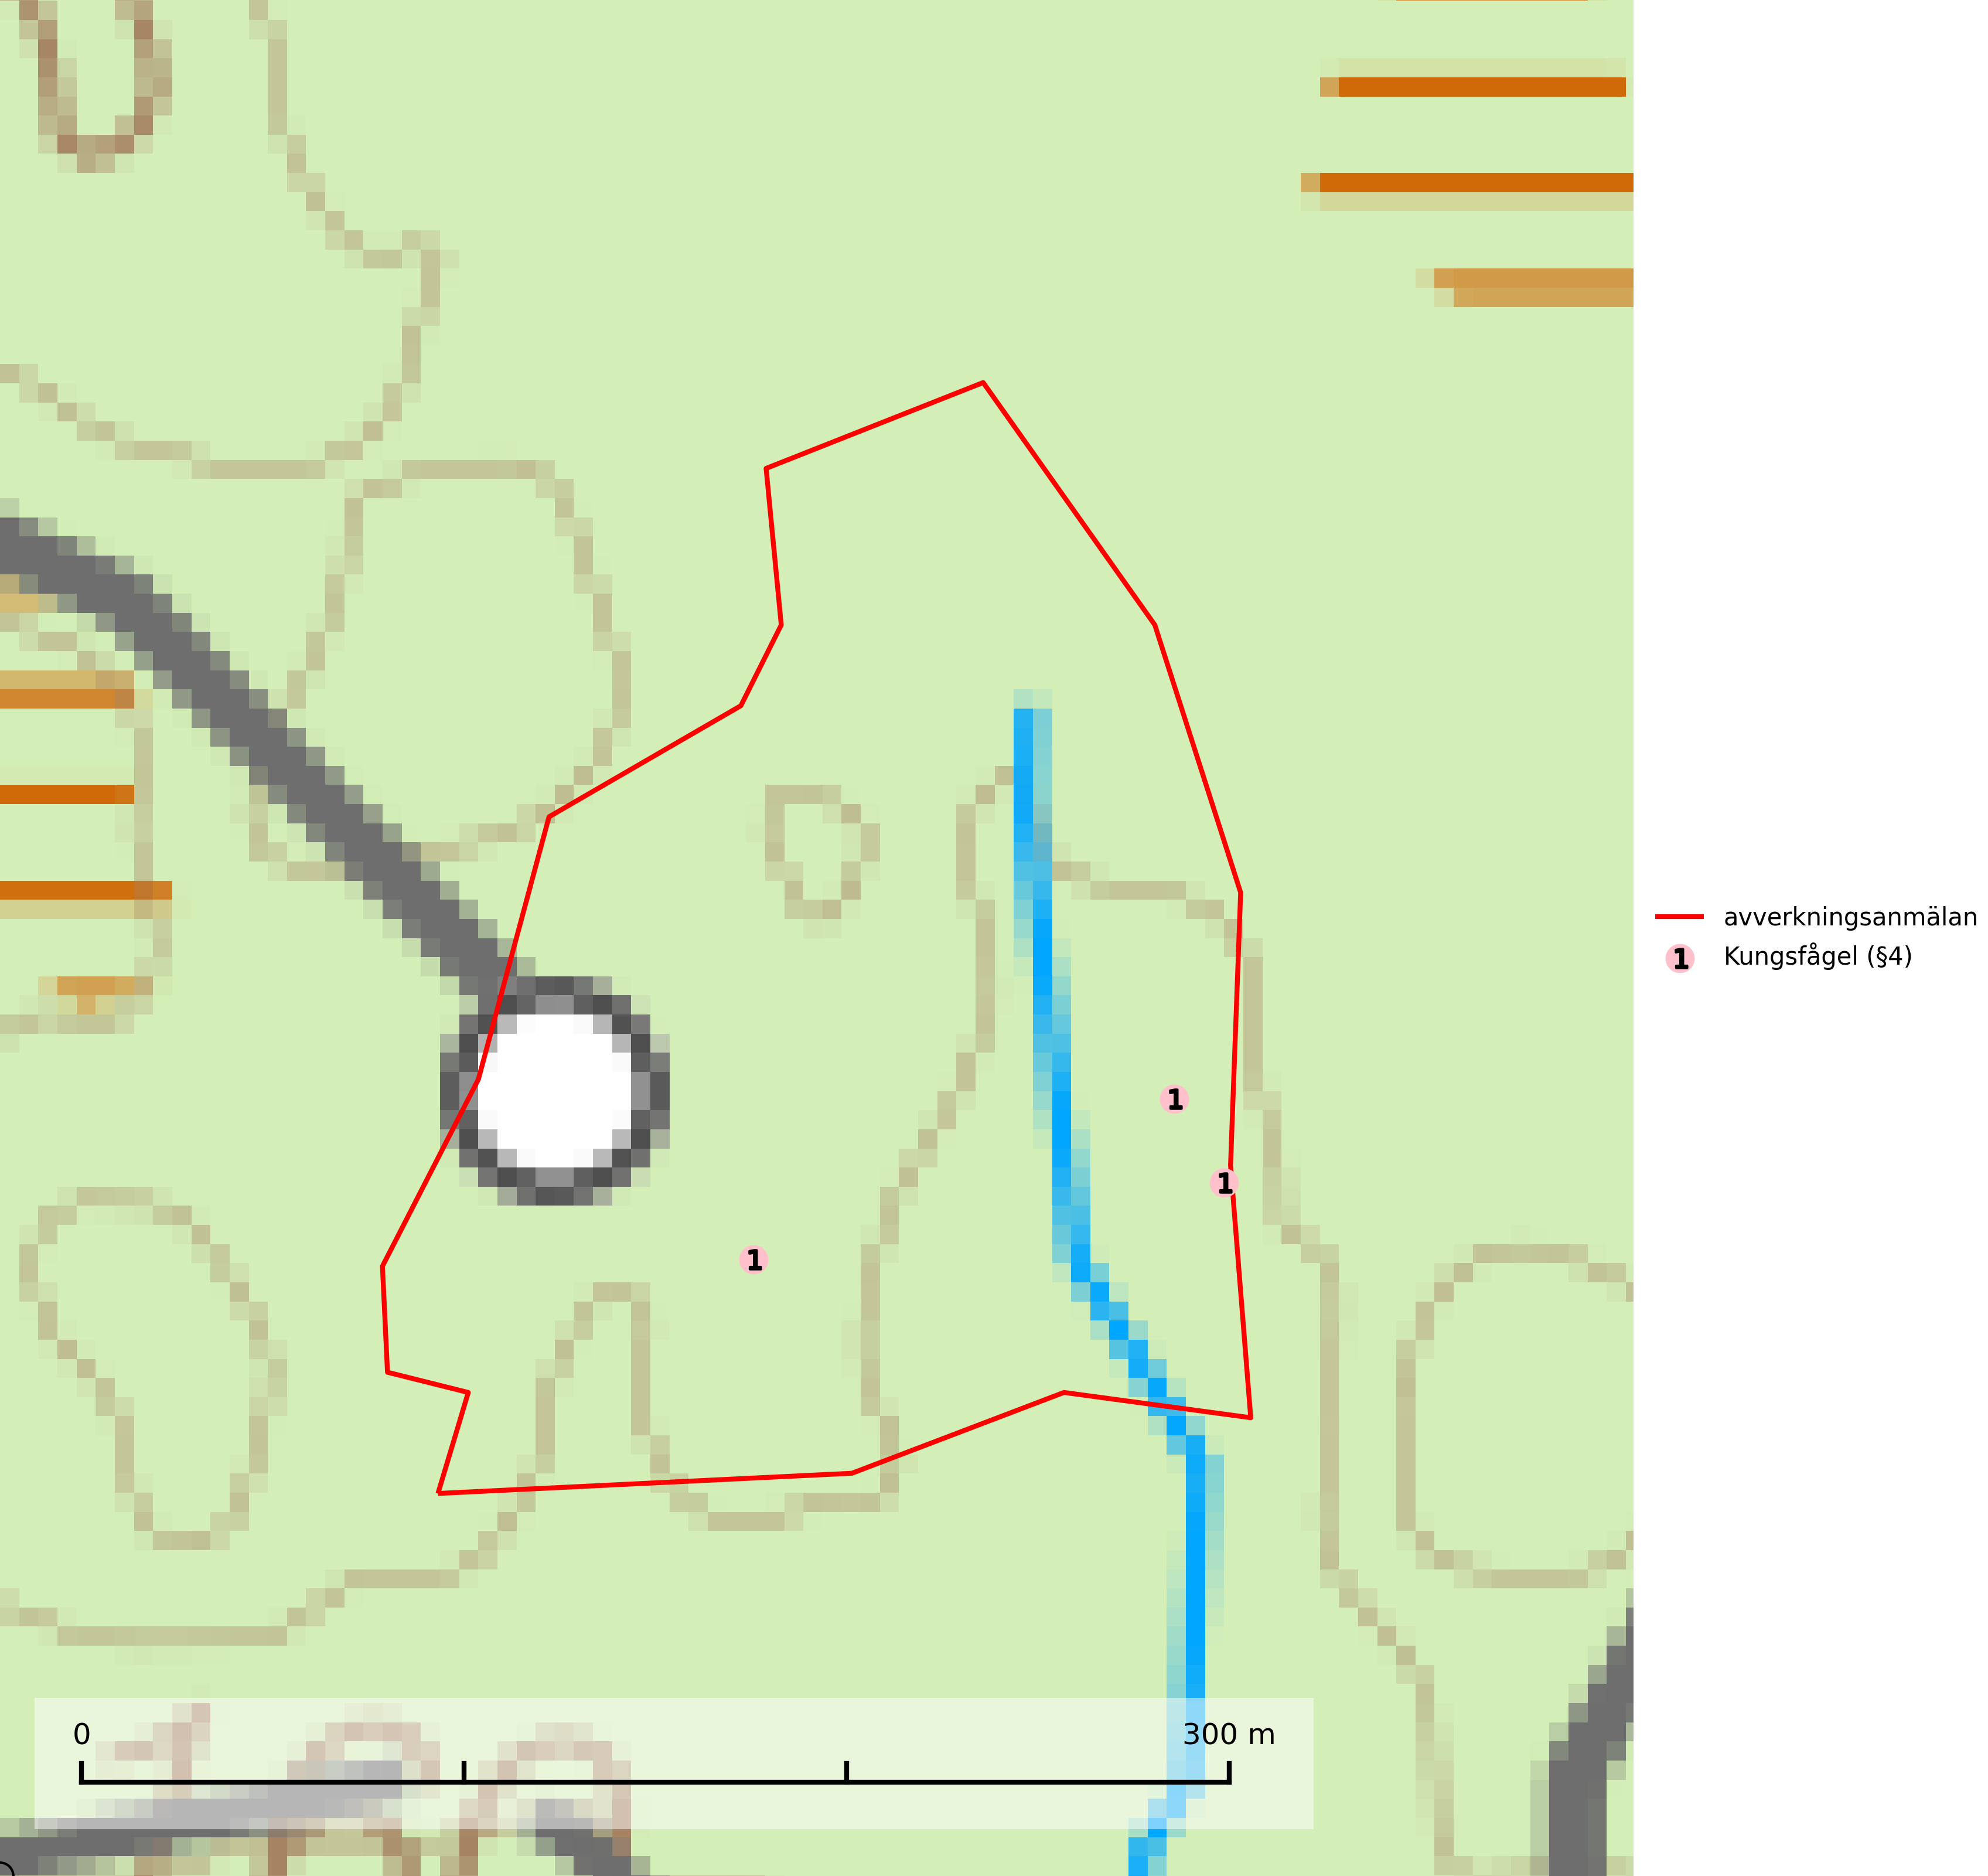 avverkningsanmälan
1 Kungsfågel (§4)
1
1
1
0 300 m